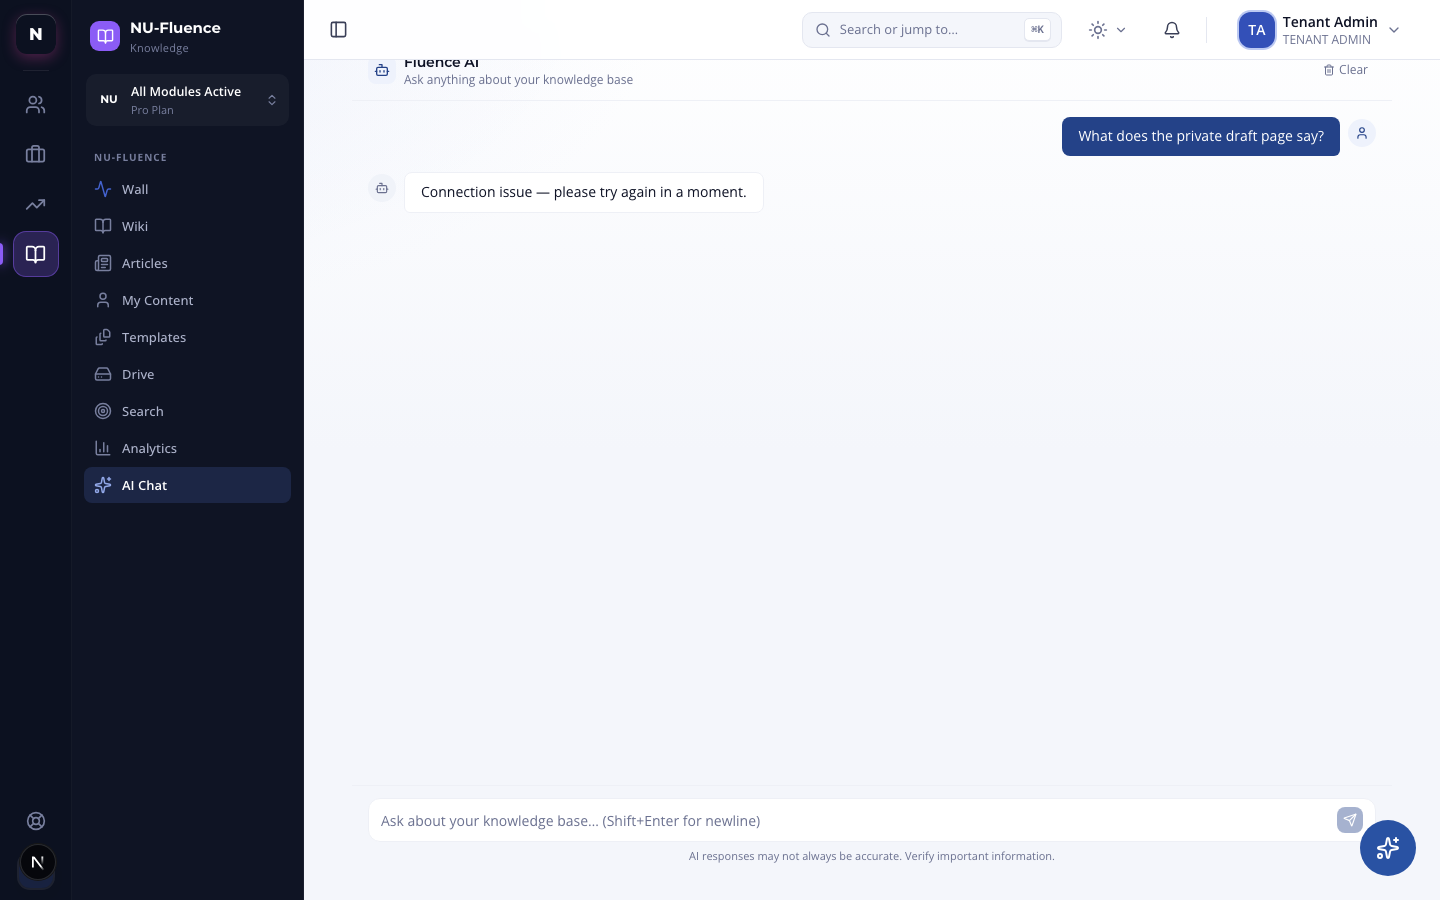 N
NU-Fluence
Knowledge
NU
All Modules Active
Pro Plan
NU-FLUENCE
Wall
Wiki
Articles
My Content
Templates
Drive
Search
Analytics
AI Chat
N
Search or jump to...
⌘K
TA
Tenant Admin
TENANT ADMIN
Fluence AI
Ask anything about your knowledge base
Clear
What does the private draft page say?
Connection issue — please try again in a moment.
Ask about your knowledge base... (Shift+Enter for newline)
AI responses may not always be accurate. Verify important information.